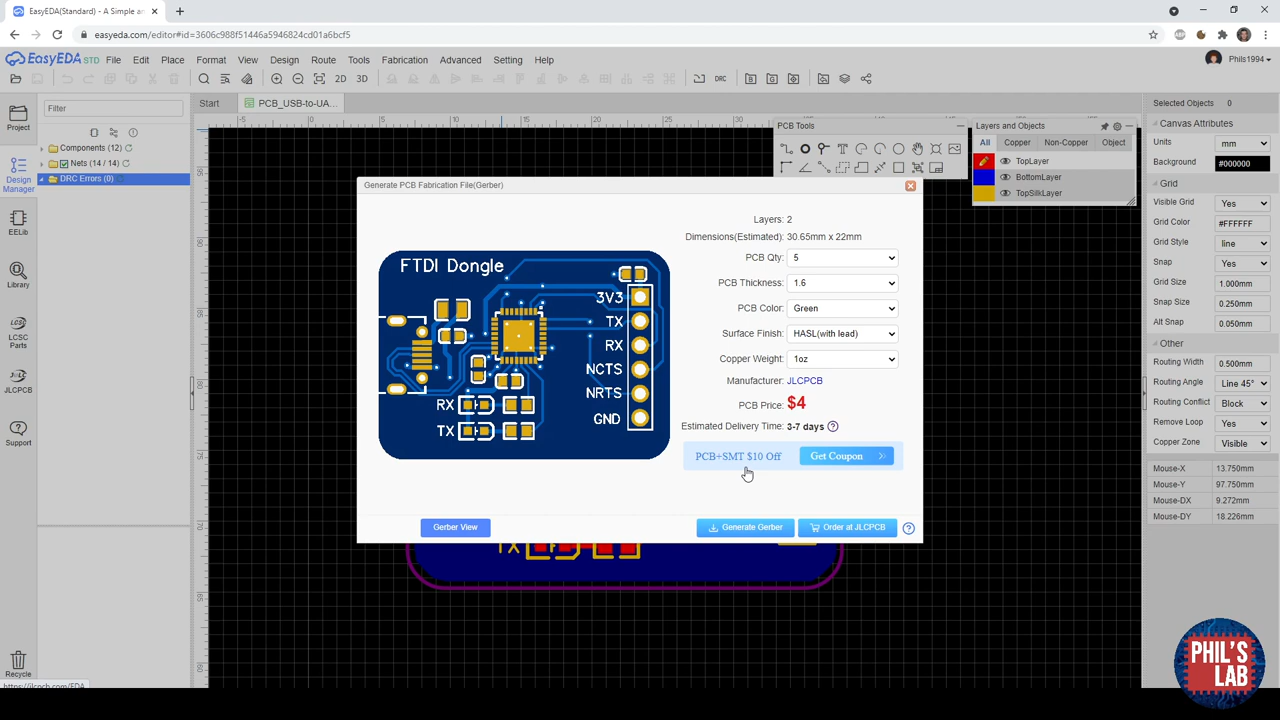 EasyEDA(Standard) - A Simple an
easyeda.com/editor#id=3606c988f51446a5946824cd01a6bcf5
EasyEDA STD File Edit Place Format View Design Route Tools Fabrication Advanced Setting Help Phils1994
2D 3D DRC
Project
Design
Manager
EELib
Library
LCSC
Parts
JLCPCB
Support
Recycle
Filter
Components (12)
Nets (14 / 14)
DRC Errors (0)
Start PCB_USB-to-UA...
PCB Tools
Layers and Objects
All Copper Non-Copper Object
TopLayer
BottomLayer
TopSilkLayer
Generate PCB Fabrication File(Gerber)
FTDI Dongle
3V3
TX
RX
NCTS
NRTS
GND
RX
TX
Layers: 2
Dimensions(Estimated): 30.65mm x 22mm
PCB Qty: 5
PCB Thickness: 1.6
PCB Color: Green
Surface Finish: HASL(with lead)
Copper Weight: 1oz
Manufacturer: JLCPCB
PCB Price: $4
Estimated Delivery Time: 3-7 days
PCB+SMT $10 Off Get Coupon
Gerber View Generate Gerber Order at JLCPCB
TX
Selected Objects 0
Canvas Attributes
Units mm
Background #000000
Grid
Visible Grid Yes
Grid Color #FFFFFF
Grid Style line
Snap Yes
Grid Size 1.000mm
Snap Size 0.250mm
Alt Snap 0.050mm
Other
Routing Width 0.500mm
Routing Angle Line 45°
Routing Conflict Block
Remove Loop Yes
Copper Zone Visible
Mouse-X 13.750mm
Mouse-Y 97.750mm
Mouse-DX 9.272mm
Mouse-DY 18.226mm
https://jlcpcb.com/EDA
PHIL'S
LAB